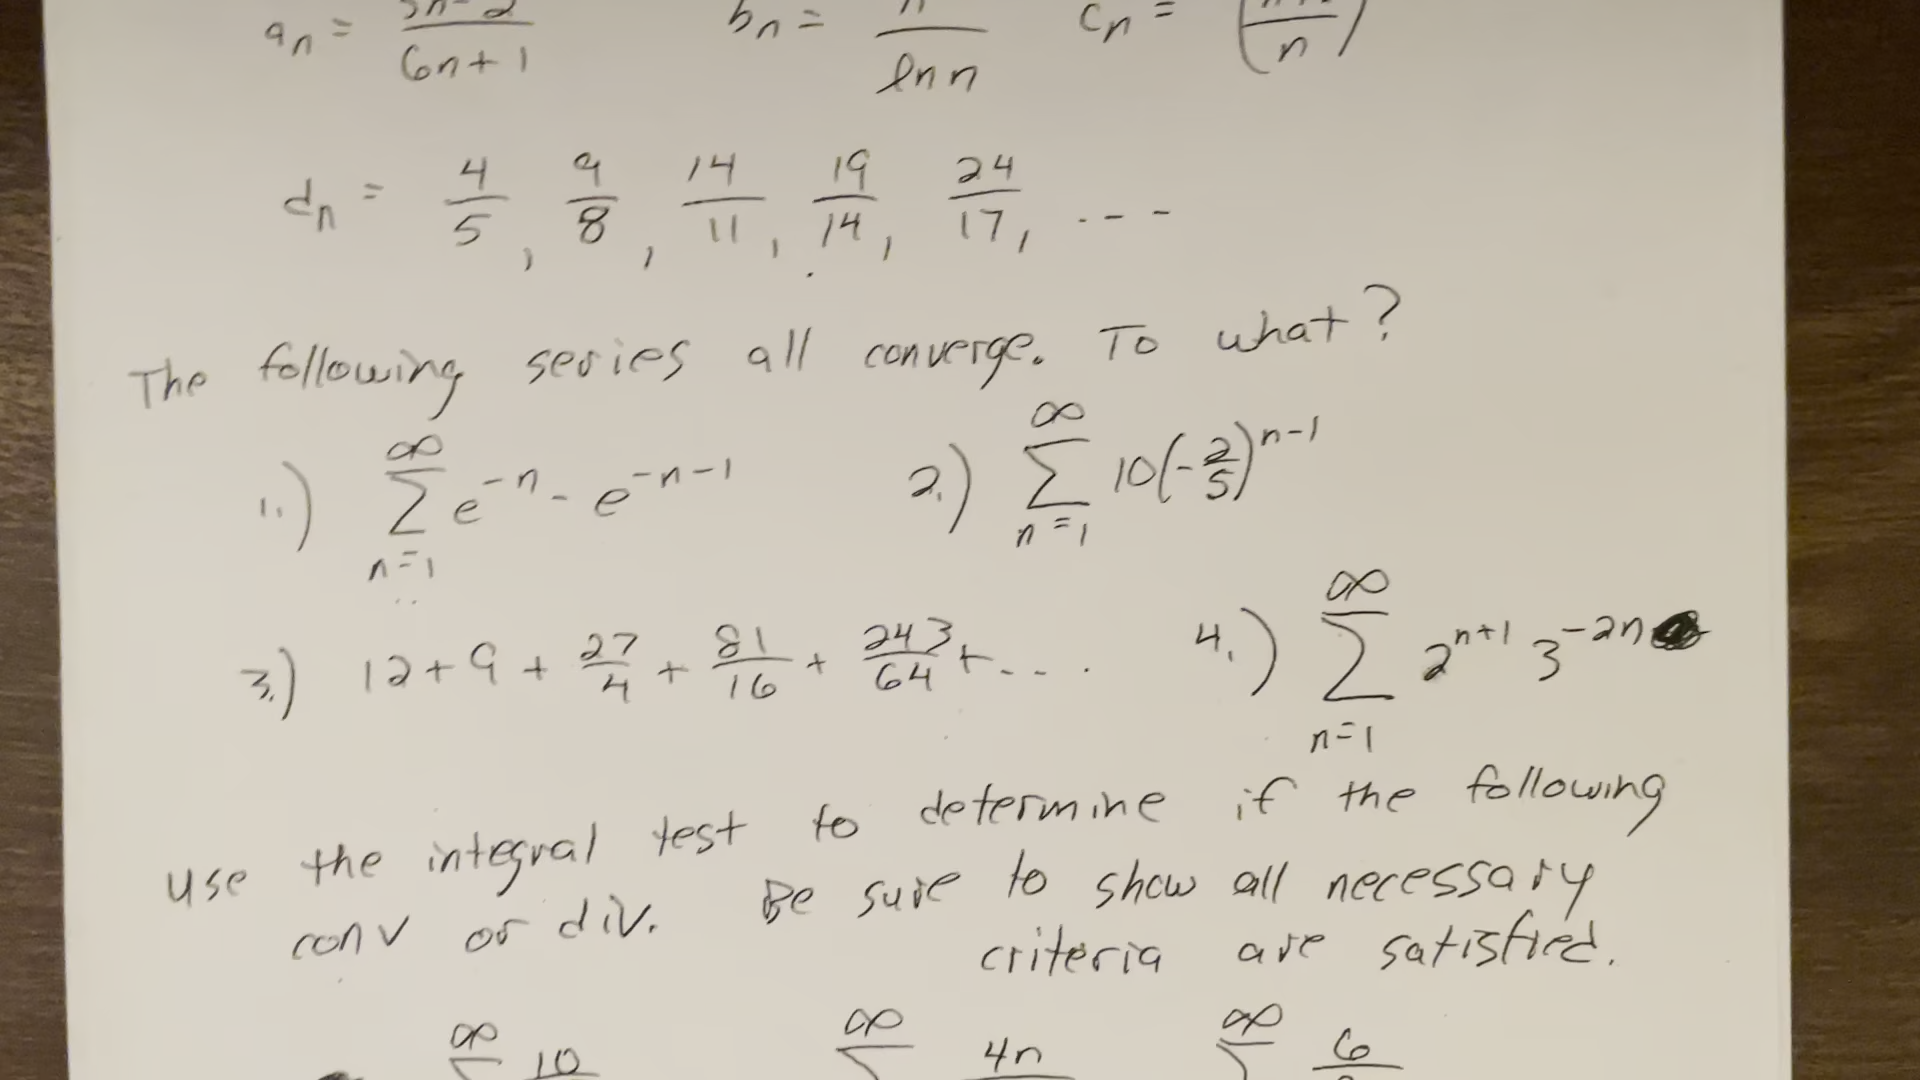 aₙ = 3n-2 / 6n+1    bₙ = n / ln n    cₙ = ( / n)
dₙ = 4/5, 9/8, 14/11, 19/14, 24/17, ...
The following series all converge. To what?
1.) ∞ Σ n=1 e^(-n) - e^(-n-1)    2.) ∞ Σ n=1 10(-2/5)^(n-1)
3.) 12 + 9 + 27/4 + 81/16 + 243/64 + ...    4.) ∞ Σ n=1 2^(n+1) 3^(-2n)
Use the integral test to determine if the following
conv or div. Be sure to show all necessary
criteria are satisfied.
∞ Σ 10    ∞ Σ 4n    ∞ Σ 6